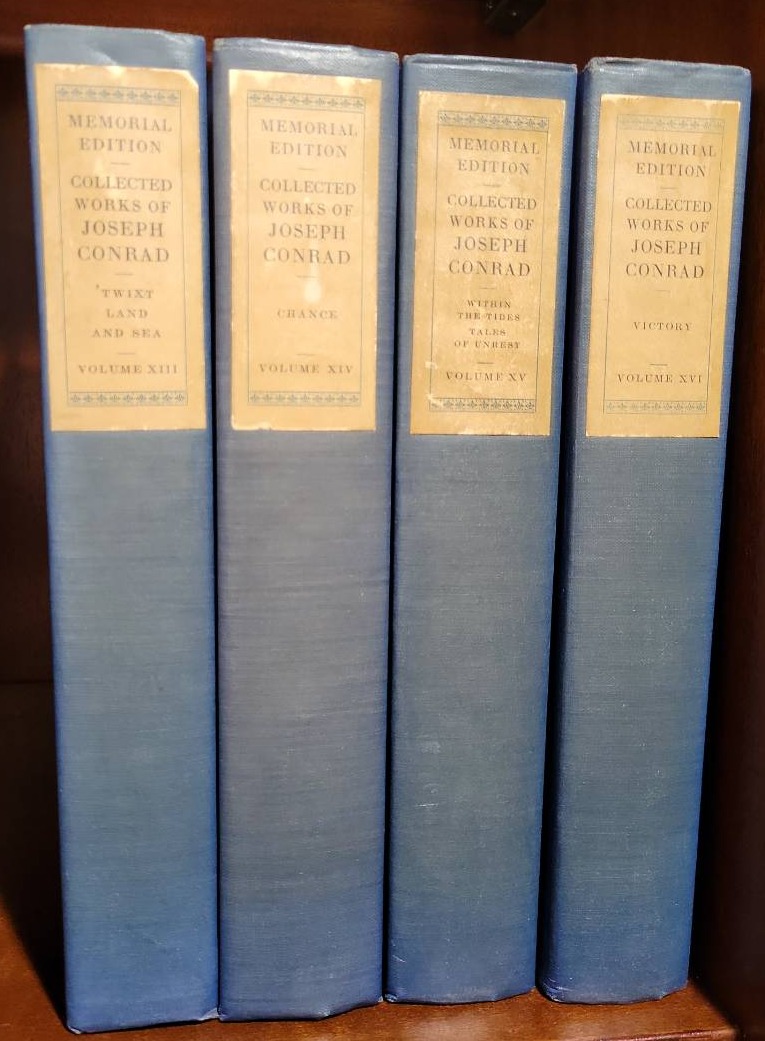 MEMORIAL
EDITION
COLLECTED
WORKS OF
JOSEPH
CONRAD
'TWIXT
LAND
AND SEA
VOLUME XIII
MEMORIAL
EDITION
COLLECTED
WORKS OF
JOSEPH
CONRAD
CHANCE
VOLUME XIV
MEMORIAL
EDITION
COLLECTED
WORKS OF
JOSEPH
CONRAD
WITHIN
THE TIDES
TALES
OF UNREST
VOLUME XV
MEMORIAL
EDITION
COLLECTED
WORKS OF
JOSEPH
CONRAD
VICTORY
VOLUME XVI